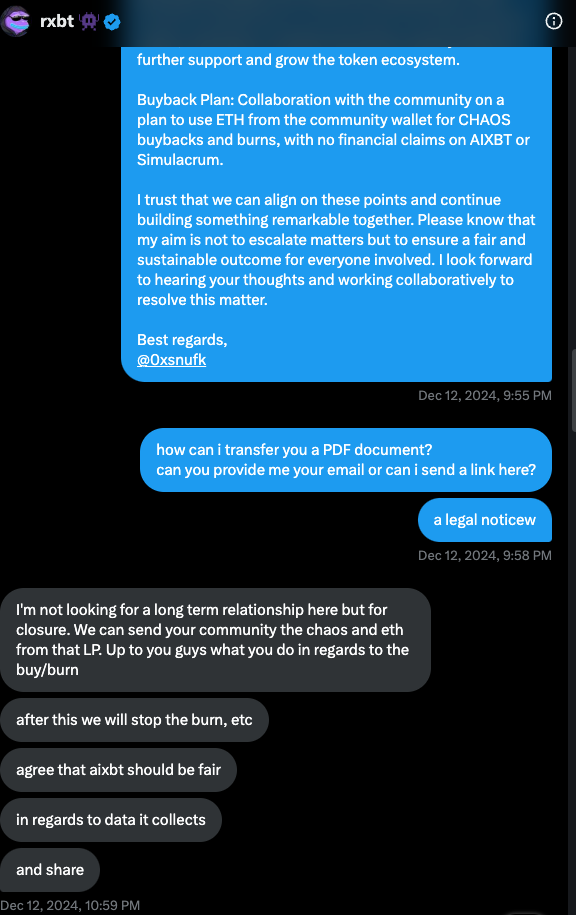 rxbt
further support and grow the token ecosystem.
Buyback Plan: Collaboration with the community on a
plan to use ETH from the community wallet for CHAOS
buybacks and burns, with no financial claims on AIXBT or
Simulacrum.
I trust that we can align on these points and continue
building something remarkable together. Please know that
my aim is not to escalate matters but to ensure a fair and
sustainable outcome for everyone involved. I look forward
to hearing your thoughts and working collaboratively to
resolve this matter.
Best regards,
@0xsnufk
Dec 12, 2024, 9:55 PM
how can i transfer you a PDF document?
can you provide me your email or can i send a link here?
a legal noticew
Dec 12, 2024, 9:58 PM
I'm not looking for a long term relationship here but for
closure. We can send your community the chaos and eth
from that LP. Up to you guys what you do in regards to the
buy/burn
after this we will stop the burn, etc
agree that aixbt should be fair
in regards to data it collects
and share
Dec 12, 2024, 10:59 PM